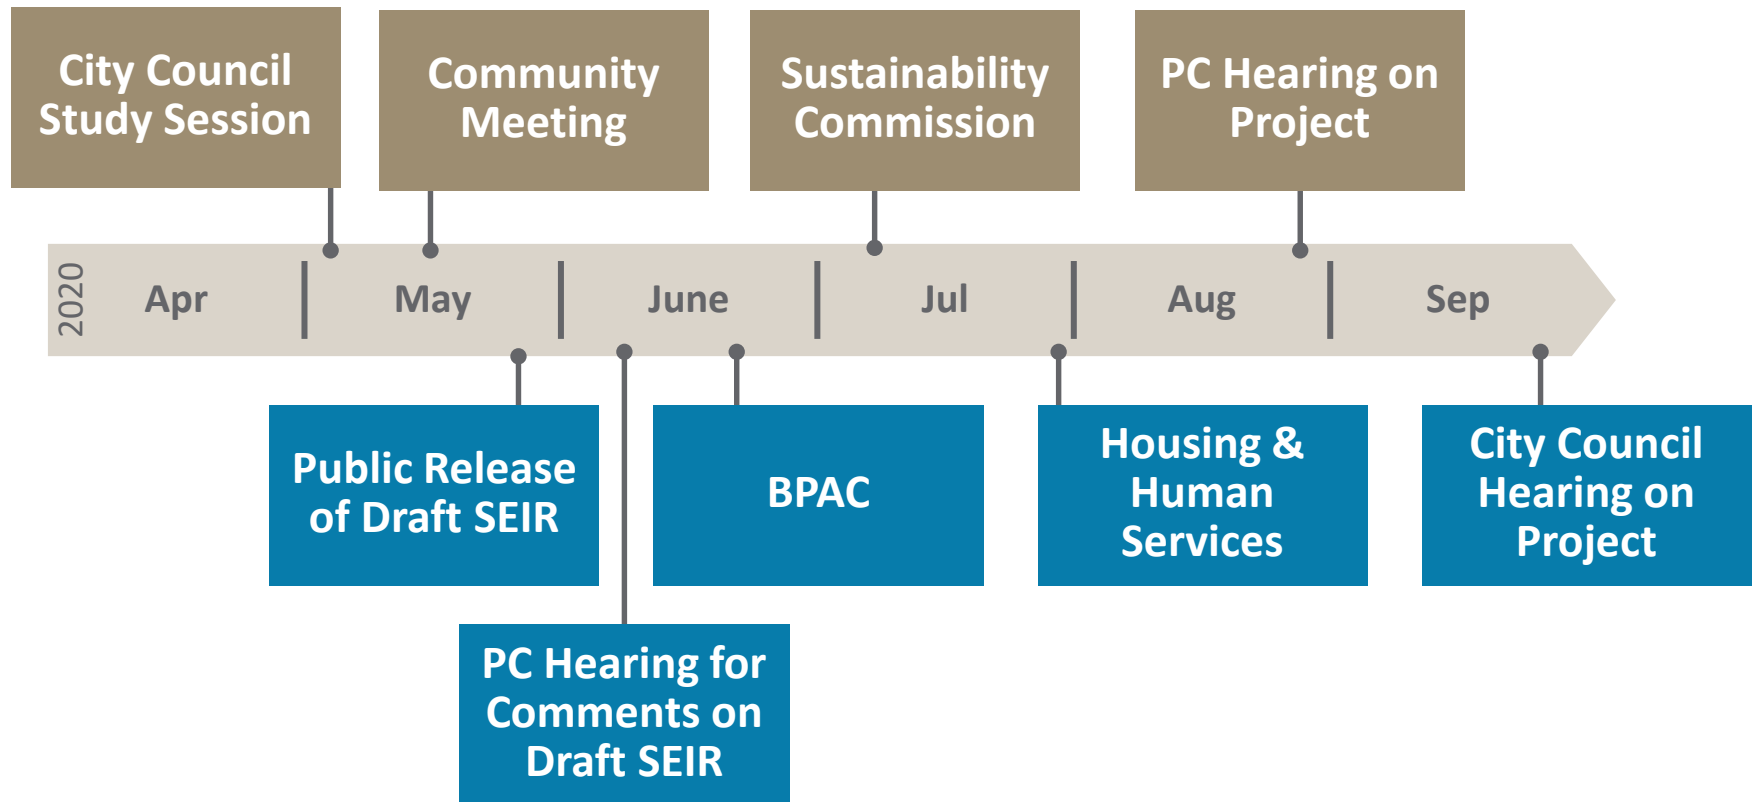 City Council
Study Session
Community
Meeting
Sustainability
Commission
PC Hearing on
Project
2020
Apr
May
June
Jul
Aug
Sep
Public Release
of Draft SEIR
BPAC
Housing &
Human
Services
City Council
Hearing on
Project
PC Hearing for
Comments on
Draft SEIR